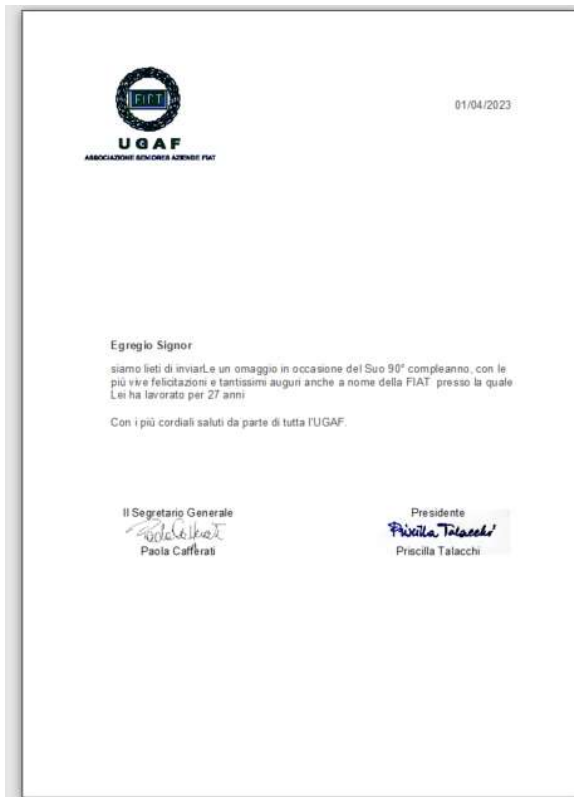 FIAT
01/04/2023
UGAF
ASSOCIAZIONE SENIORES AZIENDE FIAT
Egregio Signor
siamo lieti di inviarLe un omaggio in occasione del Suo 90° compleanno, con le
più vive felicitazioni e tantissimi auguri anche a nome della FIAT presso la quale
Lei ha lavorato per 27 anni
Con i più cordiali saluti da parte di tutta l'UGAF.
Il Segretario Generale
Presidente
Paola Cafferati
Priscilla Talacchi
Paola Cafferati
Priscilla Talacchi